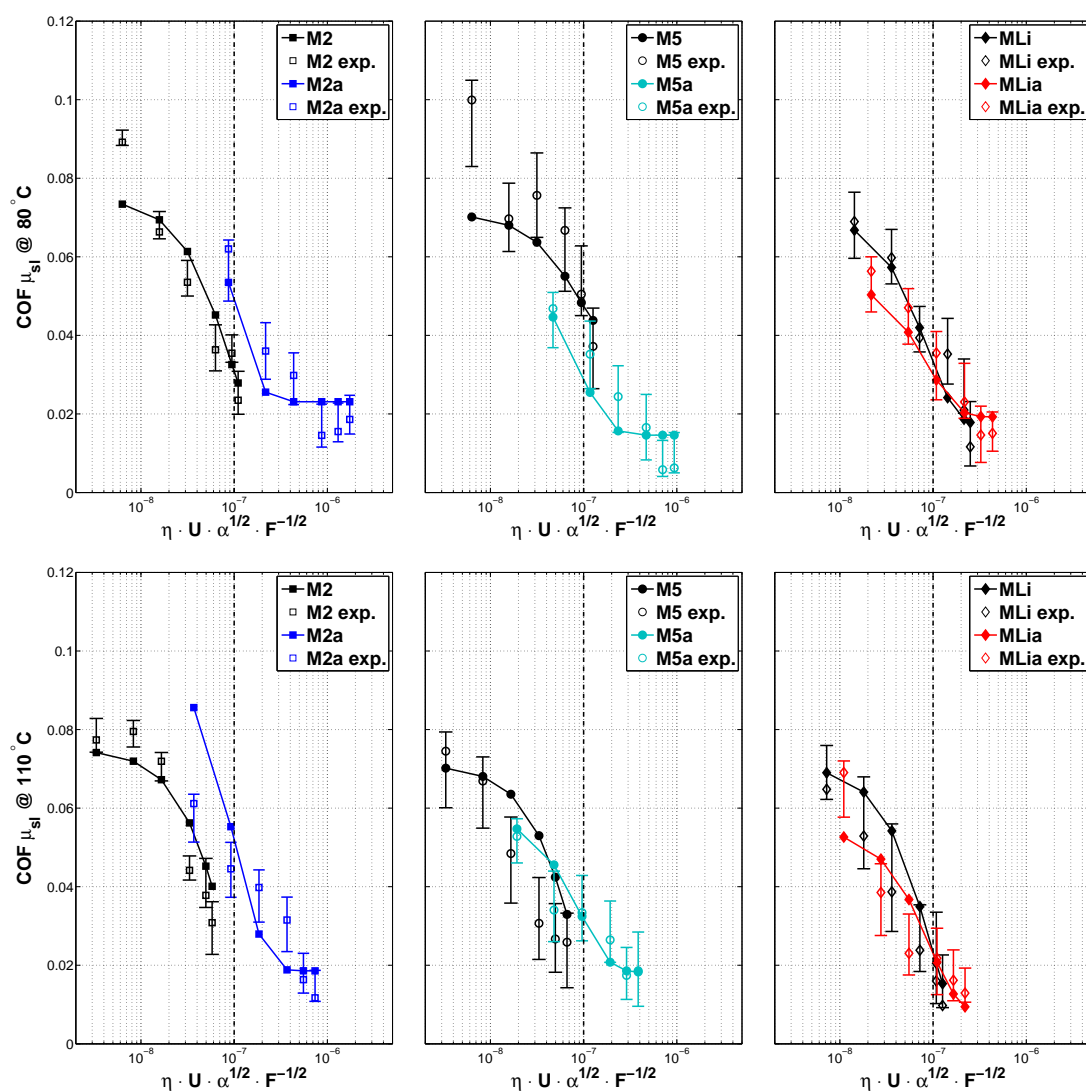 0.12
0.1
0.08
0.06
0.04
0.02
0
COF μsl @ 80°C
10−8 10−7 10−6
η · U · α1/2 · F−1/2
M2
M2 exp.
M2a
M2a exp.
10−8 10−7 10−6
η · U · α1/2 · F−1/2
M5
M5 exp.
M5a
M5a exp.
10−8 10−7 10−6
η · U · α1/2 · F−1/2
MLi
MLi exp.
MLia
MLia exp.
0.12
0.1
0.08
0.06
0.04
0.02
0
COF μsl @ 110°C
10−8 10−7 10−6
η · U · α1/2 · F−1/2
M2
M2 exp.
M2a
M2a exp.
10−8 10−7 10−6
η · U · α1/2 · F−1/2
M5
M5 exp.
M5a
M5a exp.
10−8 10−7 10−6
η · U · α1/2 · F−1/2
MLi
MLi exp.
MLia
MLia exp.